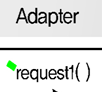 Adapter
request1( )